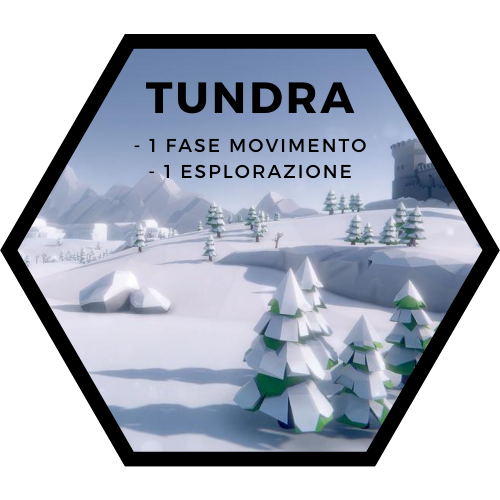 TUNDRA
- 1 FASE MOVIMENTO
- 1 ESPLORAZIONE